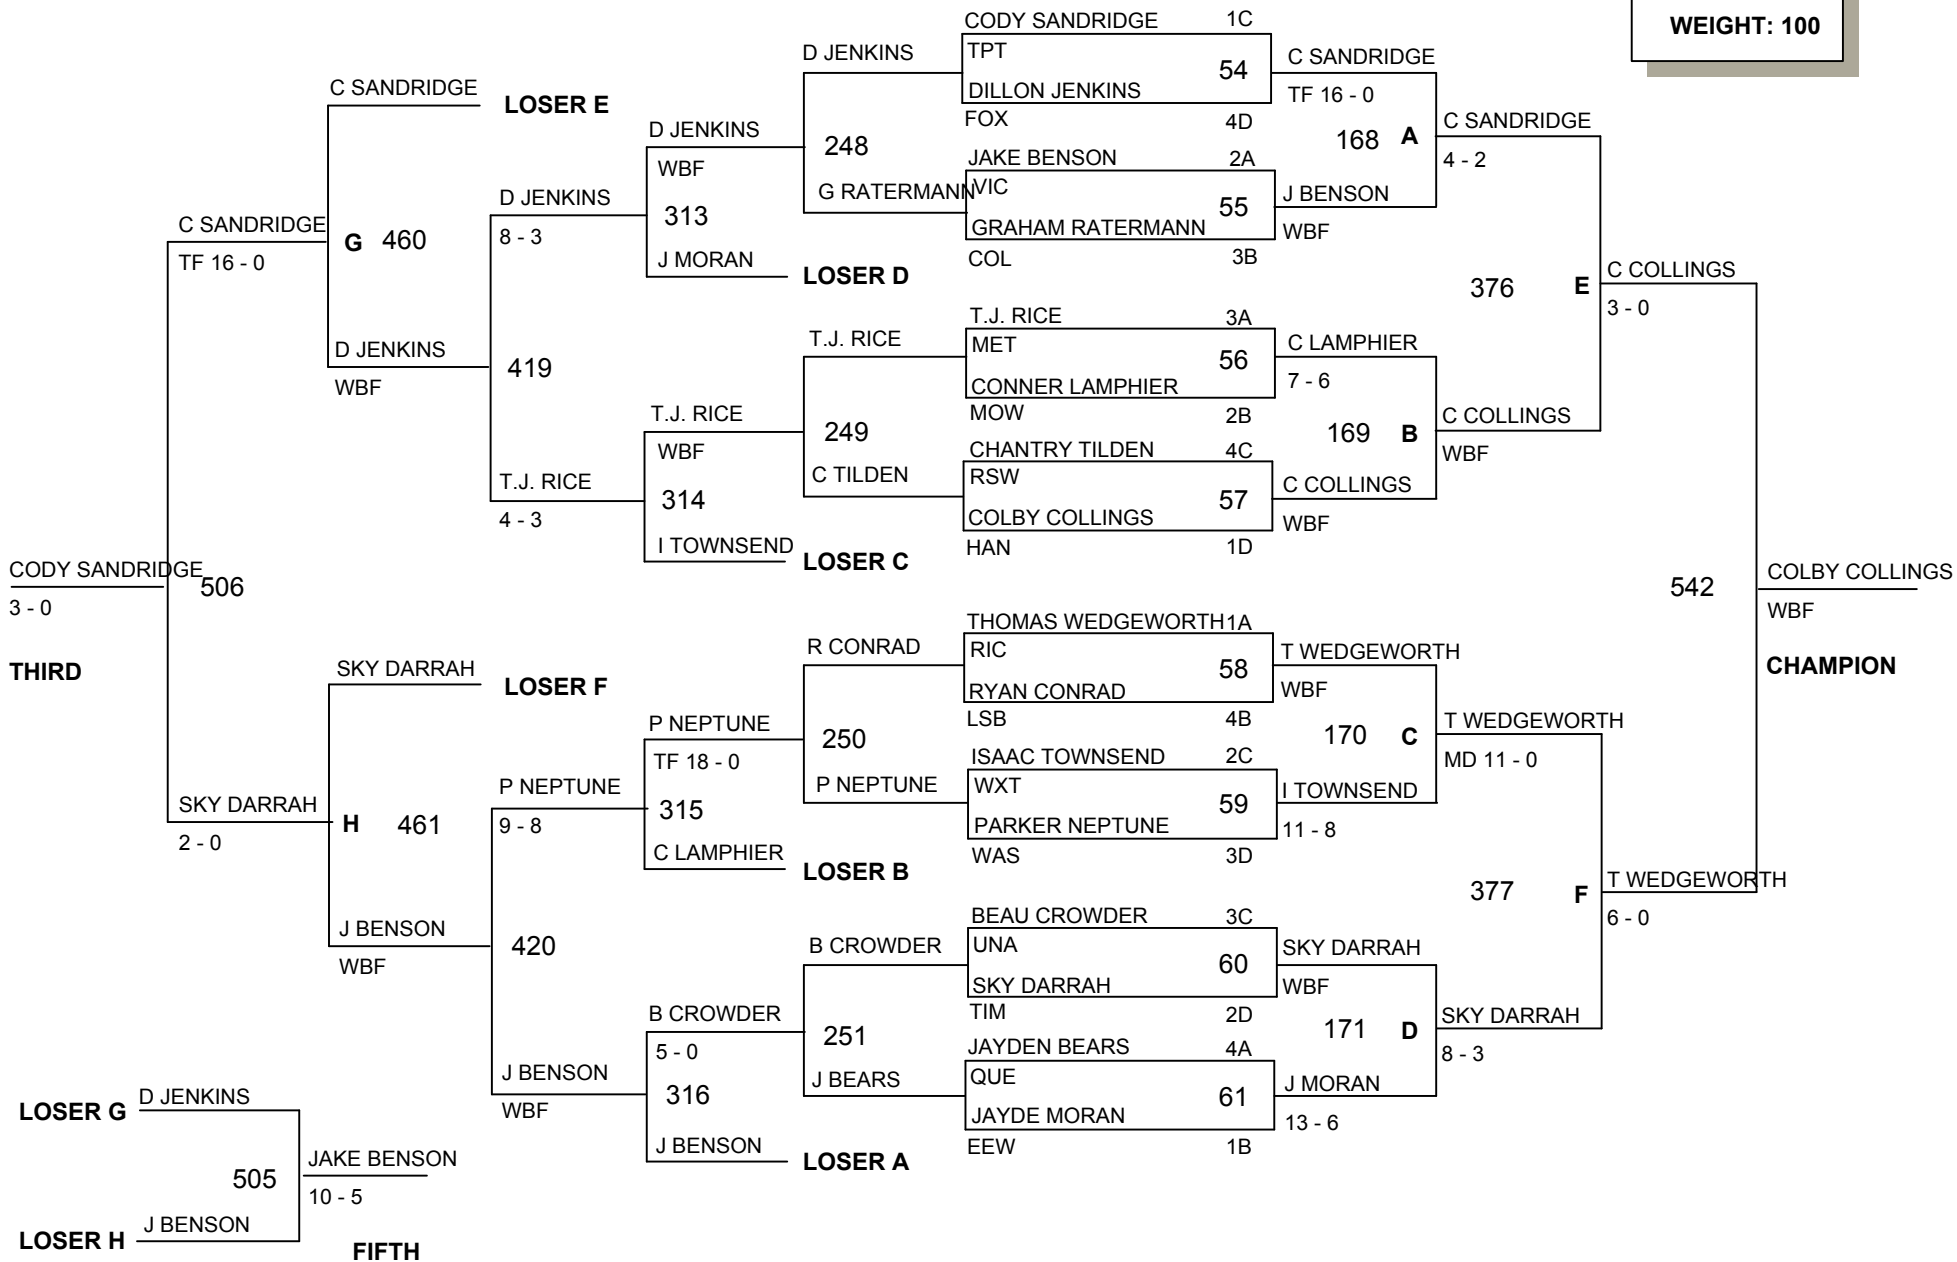 WEIGHT: 100
CODY SANDRIDGE 1C
TPT
54
DILLON JENKINS
FOX 4D
JAKE BENSON 2A
VIC
55
GRAHAM RATERMANN
COL 3B
T.J. RICE 3A
MET
56
CONNER LAMPHIER
MOW 2B
CHANTRY TILDEN 4C
RSW
57
COLBY COLLINGS
HAN 1D
THOMAS WEDGEWORTH 1A
RIC
58
RYAN CONRAD
LSB 4B
ISAAC TOWNSEND 2C
WXT
59
PARKER NEPTUNE
WAS 3D
BEAU CROWDER 3C
UNA
60
SKY DARRAH
TIM 2D
JAYDEN BEARS 4A
QUE
61
JAYDE MORAN
EEW 1B
C SANDRIDGE
TF 16 - 0
168 A
J BENSON
WBF
C LAMPHIER
7 - 6
169 B
C COLLINGS
WBF
T WEDGEWORTH
WBF
170 C
I TOWNSEND
11 - 8
SKY DARRAH
WBF
171 D
J MORAN
13 - 6
C SANDRIDGE
4 - 2
376 E
C COLLINGS
WBF
T WEDGEWORTH
MD 11 - 0
377 F
SKY DARRAH
8 - 3
C COLLINGS
3 - 0
542
T WEDGEWORTH
6 - 0
COLBY COLLINGS
WBF
CHAMPION
D JENKINS
248
G RATERMANN
T.J. RICE
249
C TILDEN
R CONRAD
250
P NEPTUNE
B CROWDER
251
J BEARS
D JENKINS
WBF
313
J MORAN
LOSER D
T.J. RICE
WBF
314
I TOWNSEND
LOSER C
P NEPTUNE
TF 18 - 0
315
C LAMPHIER
LOSER B
B CROWDER
5 - 0
316
J BENSON
LOSER A
D JENKINS
8 - 3
419
T.J. RICE
4 - 3
P NEPTUNE
9 - 8
420
J BENSON
WBF
C SANDRIDGE
LOSER E
G 460
D JENKINS
WBF
SKY DARRAH
LOSER F
H 461
J BENSON
WBF
C SANDRIDGE
TF 16 - 0
506
SKY DARRAH
2 - 0
CODY SANDRIDGE
3 - 0
THIRD
LOSER G
D JENKINS
505
LOSER H
J BENSON
JAKE BENSON
10 - 5
FIFTH